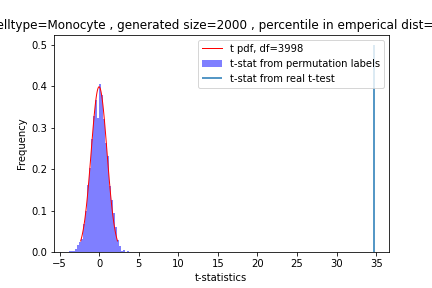 elltype=Monocyte , generated size=2000 , percentile in emperical dist=
t pdf, df=3998
t-stat from permutation labels
t-stat from real t-test
Frequency
0.5
0.4
0.3
0.2
0.1
0.0
−5 0 5 10 15 20 25 30 35
t-statistics